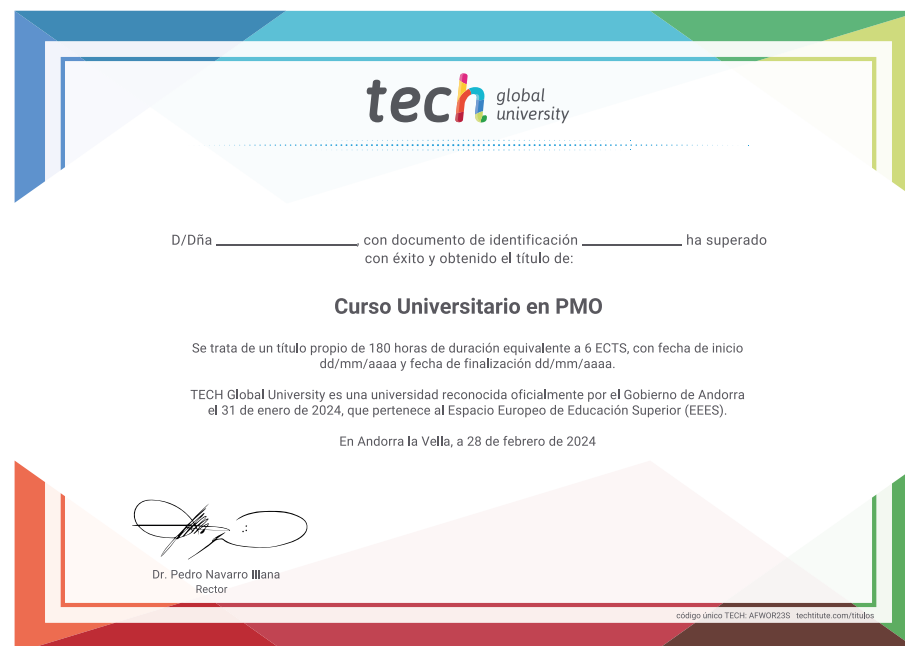 tech global
university
D/Dña ________________, con documento de identificación ____________ ha superado
con éxito y obtenido el título de:
Curso Universitario en PMO
Se trata de un título propio de 180 horas de duración equivalente a 6 ECTS, con fecha de inicio
dd/mm/aaaa y fecha de finalización dd/mm/aaaa.
TECH Global University es una universidad reconocida oficialmente por el Gobierno de Andorra
el 31 de enero de 2024, que pertenece al Espacio Europeo de Educación Superior (EEES).
En Andorra la Vella, a 28 de febrero de 2024
Dr. Pedro Navarro Illana
Rector
código único TECH: AFWOR23S techtitute.com/titulos